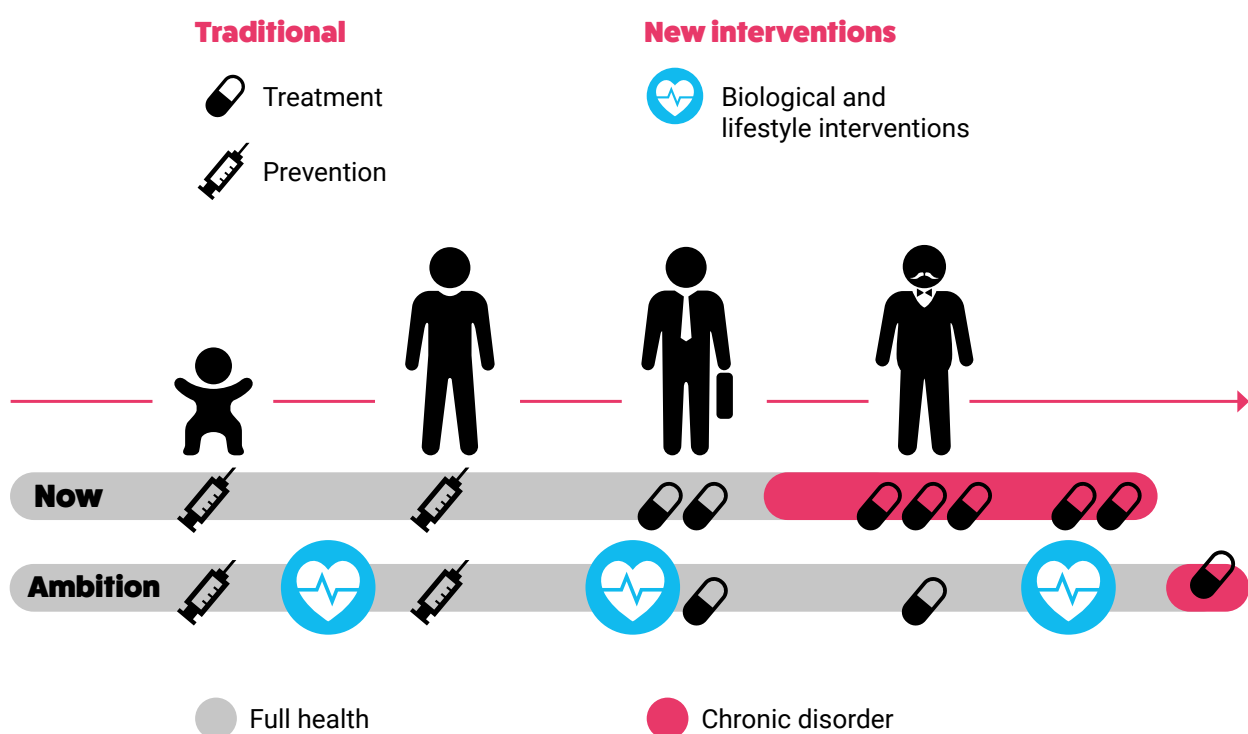 Traditional
New interventions
Treatment
Biological and
lifestyle interventions
Prevention
Now
Ambition
Full health
Chronic disorder